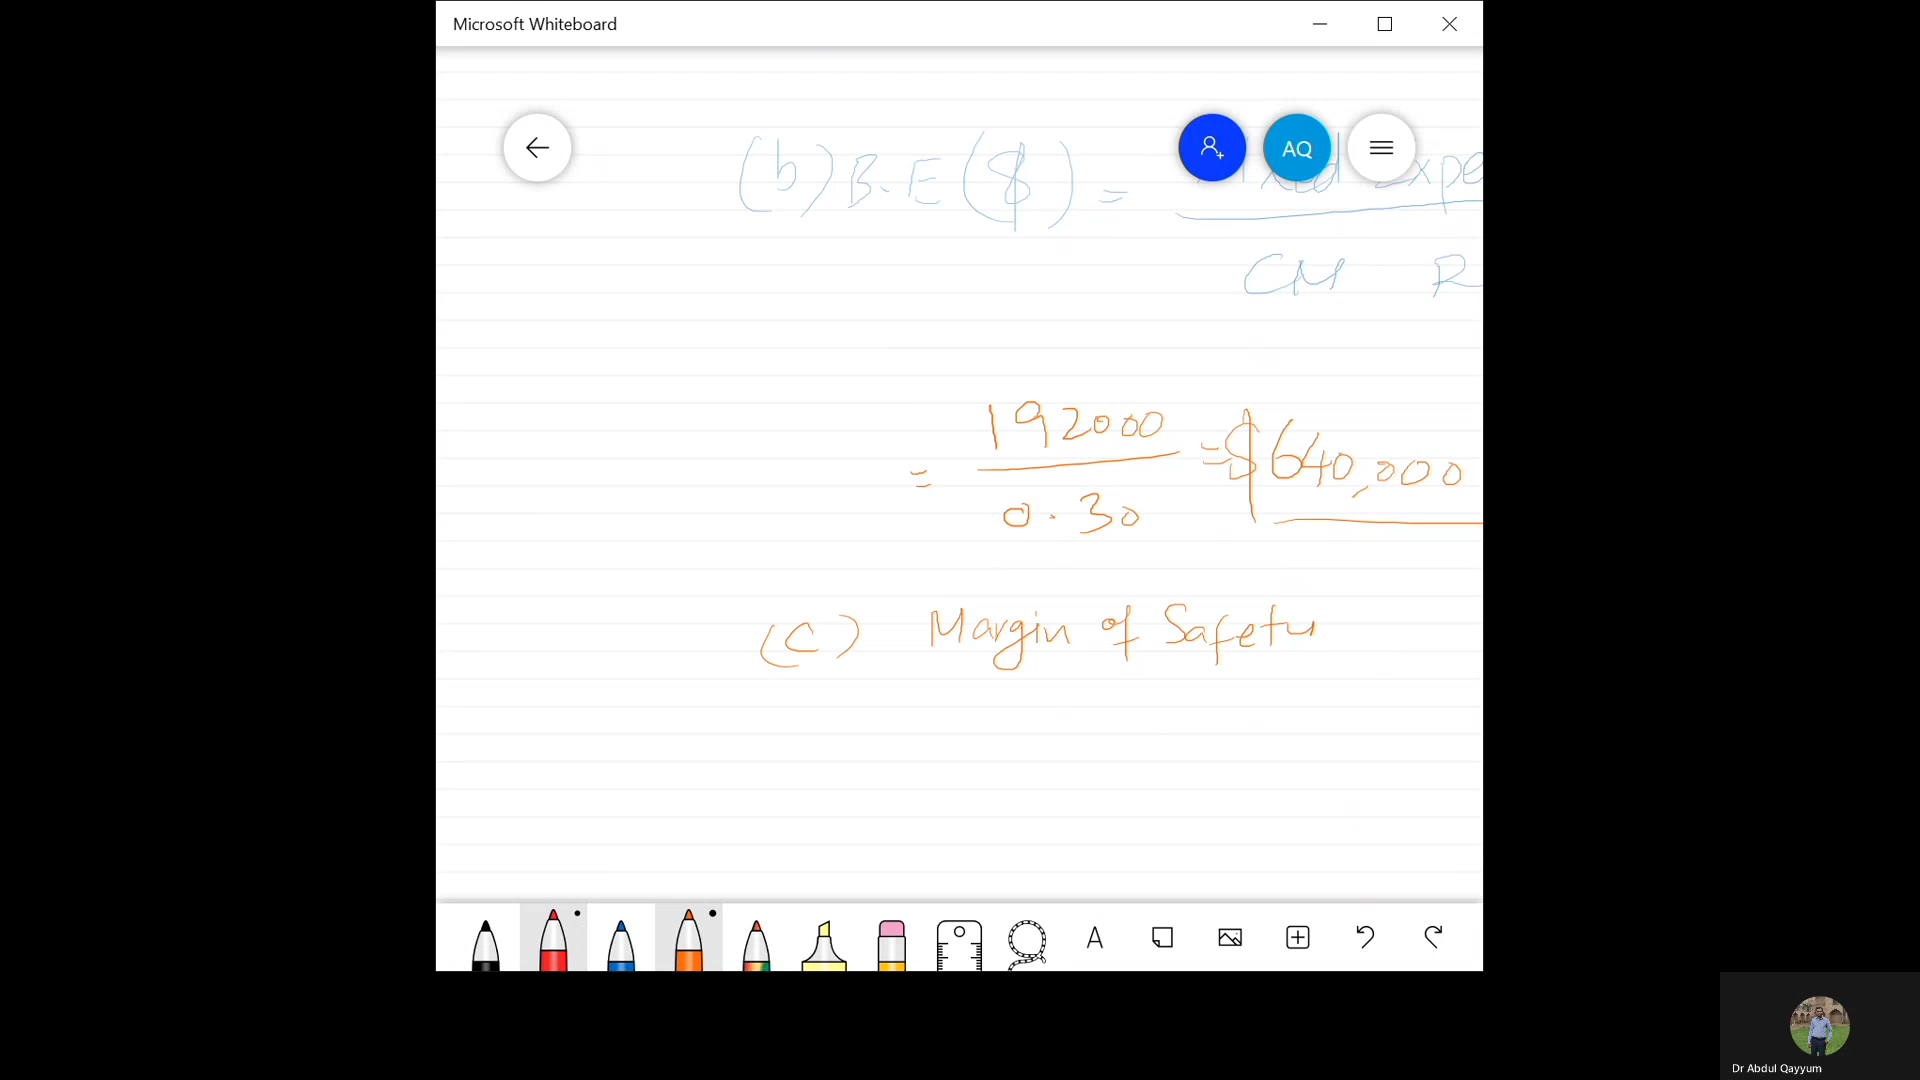 Microsoft Whiteboard
(b) B.E ($) =
AQ
CM R
= 192000 / 0.30 = $640,000
(C) Margin of Safety
A
Dr Abdul Qayyum